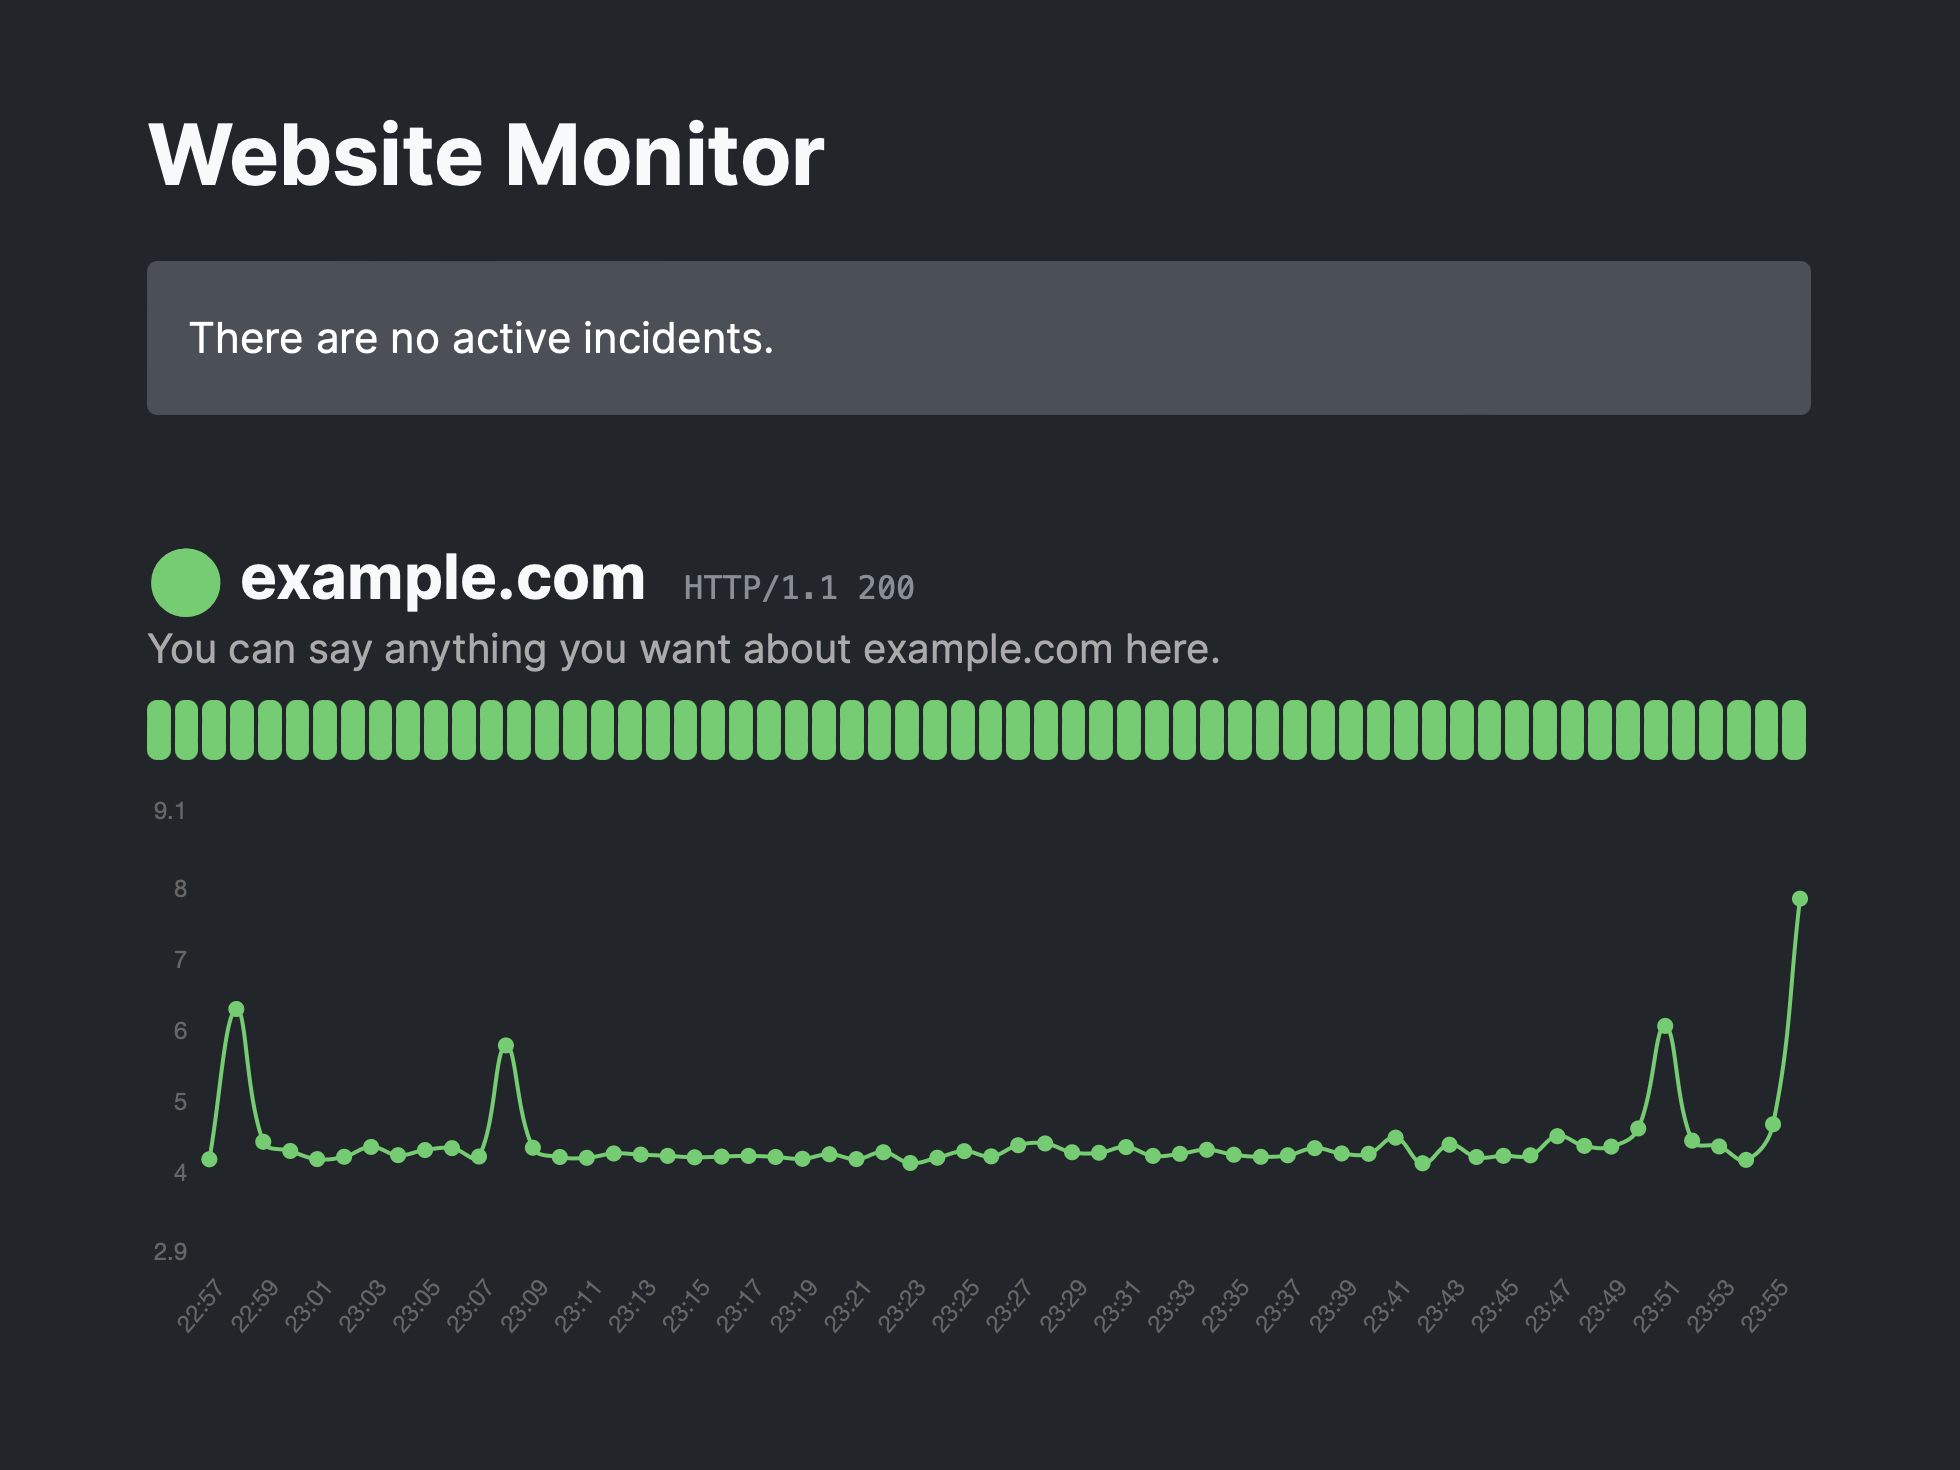 Website Monitor
There are no active incidents.
example.com HTTP/1.1 200
You can say anything you want about example.com here.
9.1
8
7
6
5
4
2.9
22:57 22:59 23:01 23:03 23:05 23:07 23:09 23:11 23:13 23:15 23:17 23:19 23:21 23:23 23:25 23:27 23:29 23:31 23:33 23:35 23:37 23:39 23:41 23:43 23:45 23:47 23:49 23:51 23:53 23:55